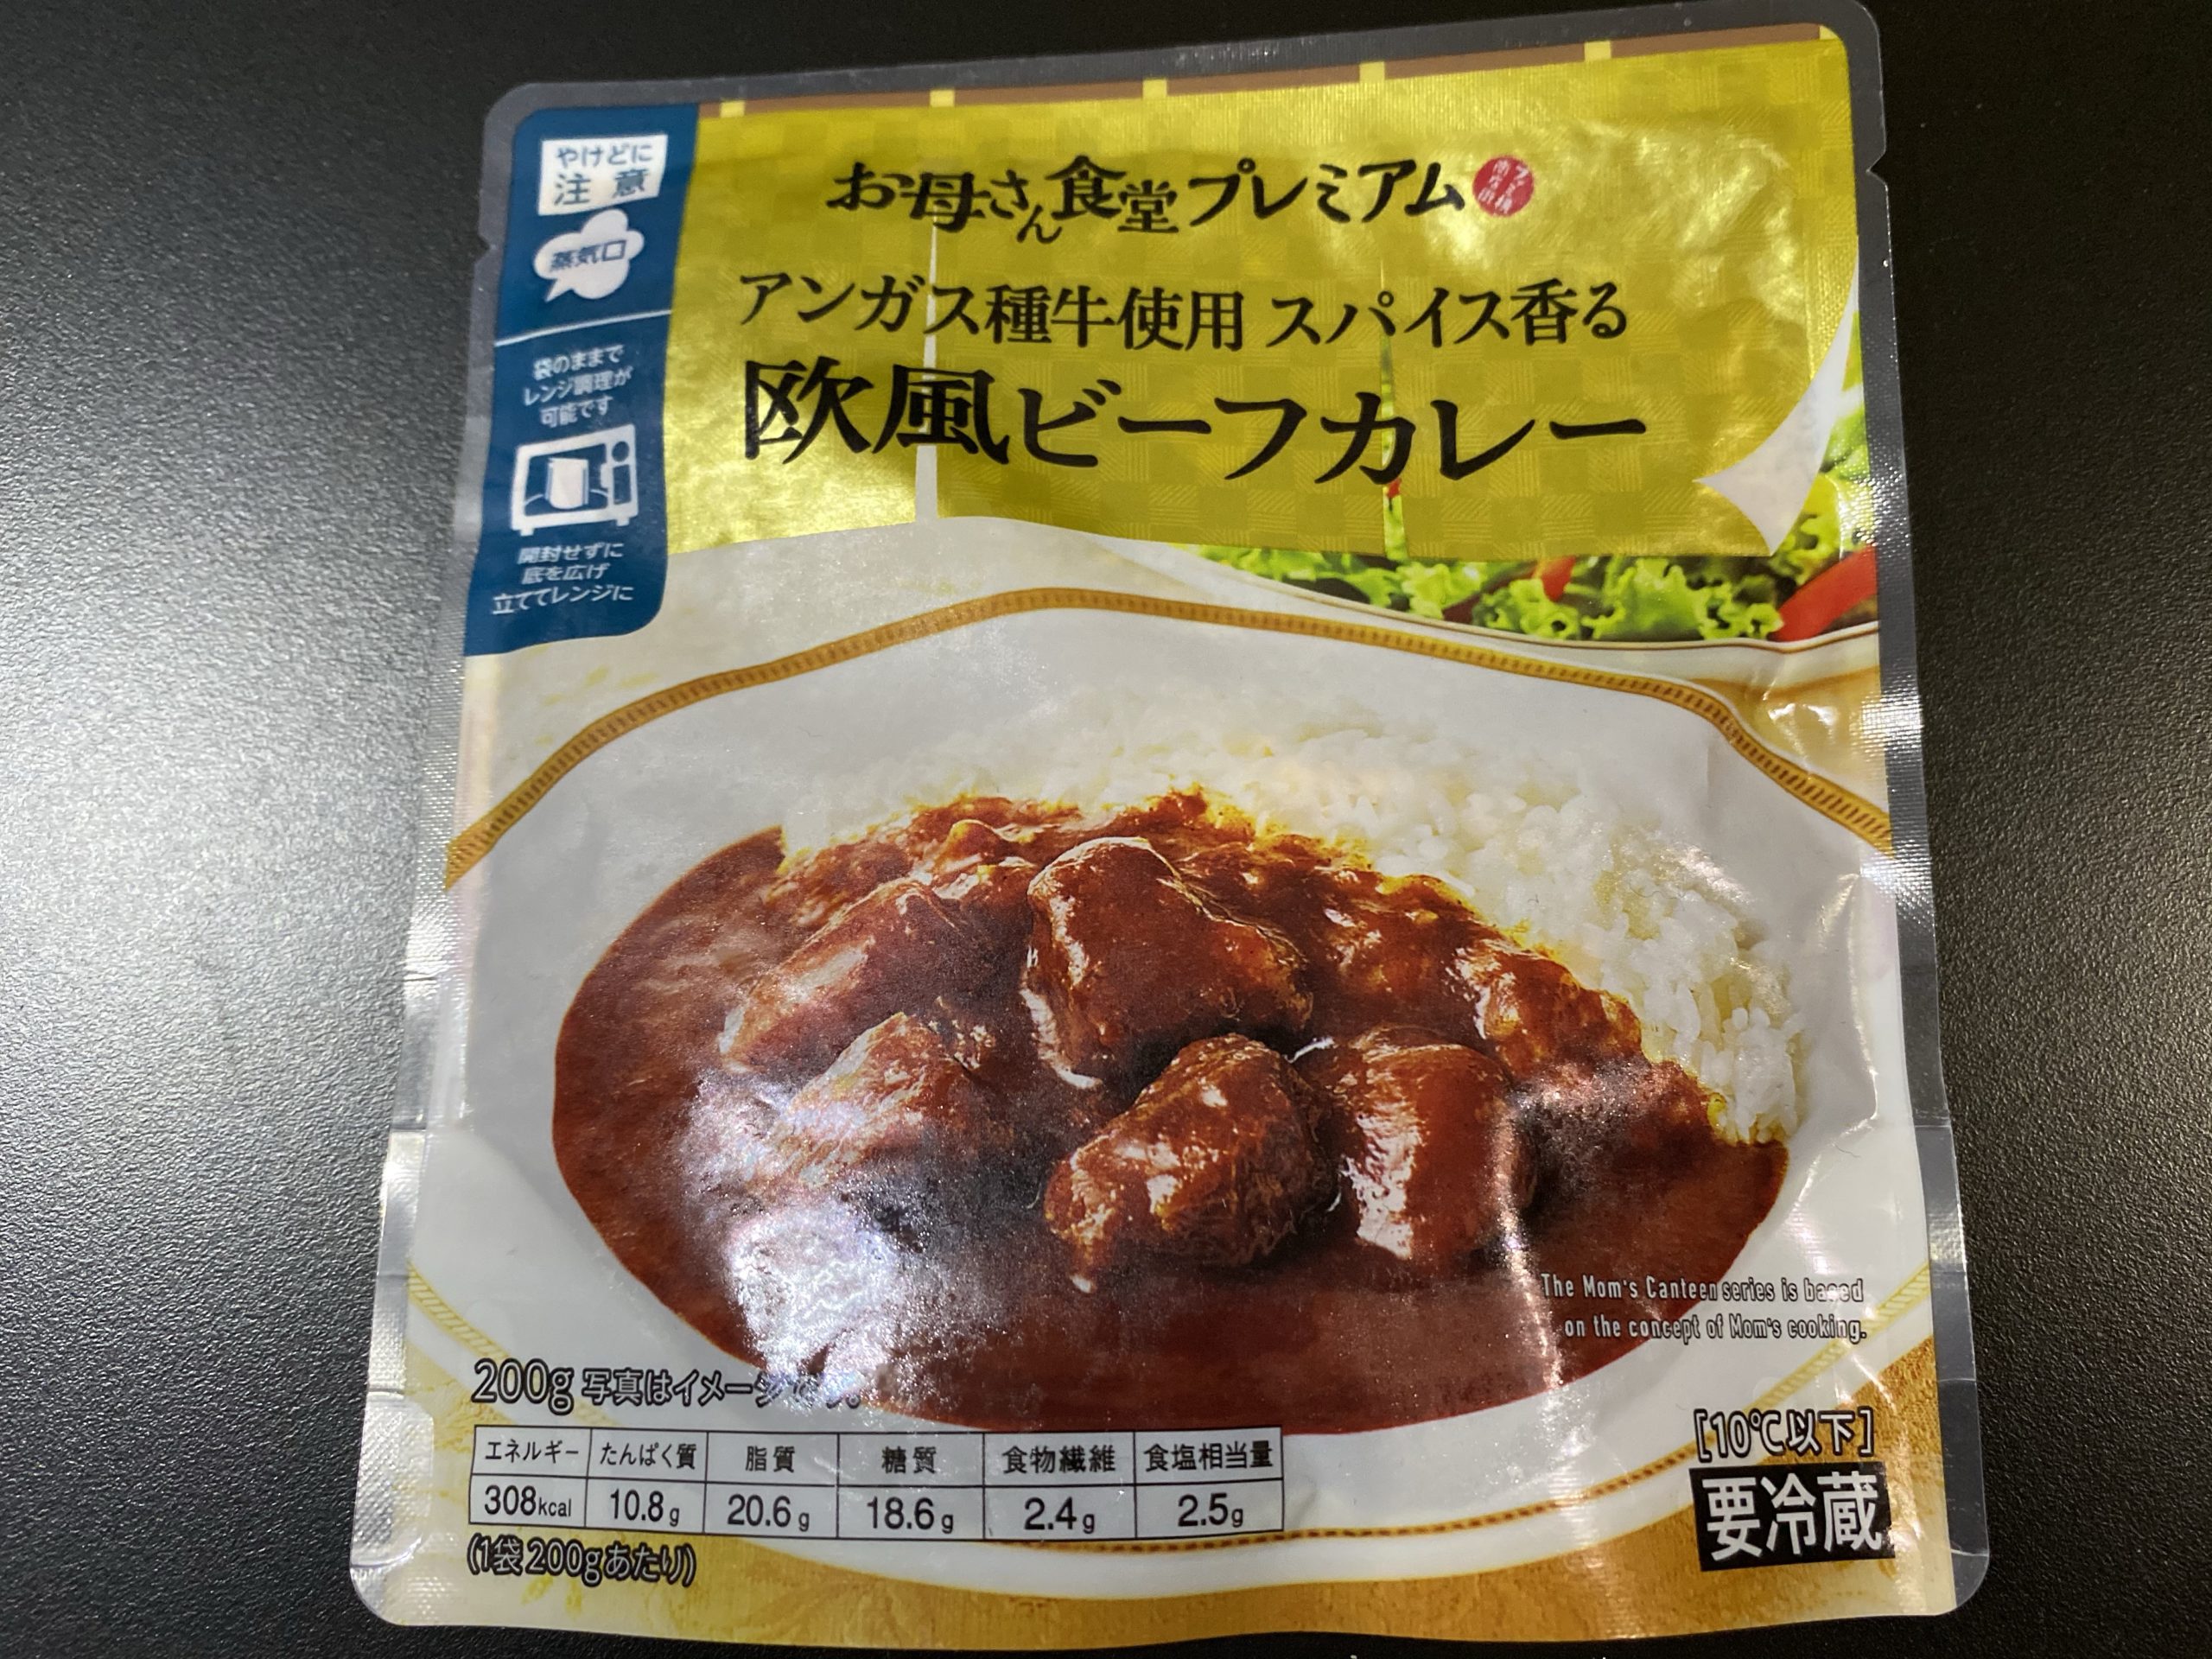 やけどに
注意
蒸気口
袋のままで
レンジ調理が
可能です
開封せずに
底を広げ
立ててレンジに
お母さん食堂プレミアム
アンガス種牛使用 スパイス香る
欧風ビーフカレー
The Mom's Canteen series is based
on the concept of Mom's cooking.
200g 写真はイメージです。
エネルギー たんぱく質 脂質 糖質 食物繊維 食塩相当量
308kcal 10.8g 20.6g 18.6g 2.4g 2.5g
(1袋200gあたり)
[10℃以下]
要冷蔵